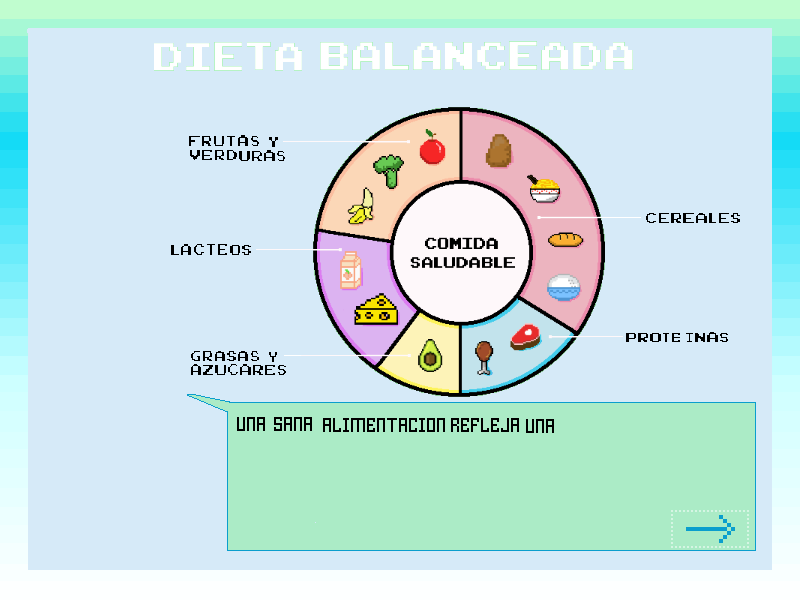 DIETA BALANCEADA
FRUTAS Y
VERDURAS
CEREALES
COMIDA
SALUDABLE
LACTEOS
PROTEINAS
GRASAS Y
AZUCARES
UNA SANA ALIMENTACION REFLEJA UNA